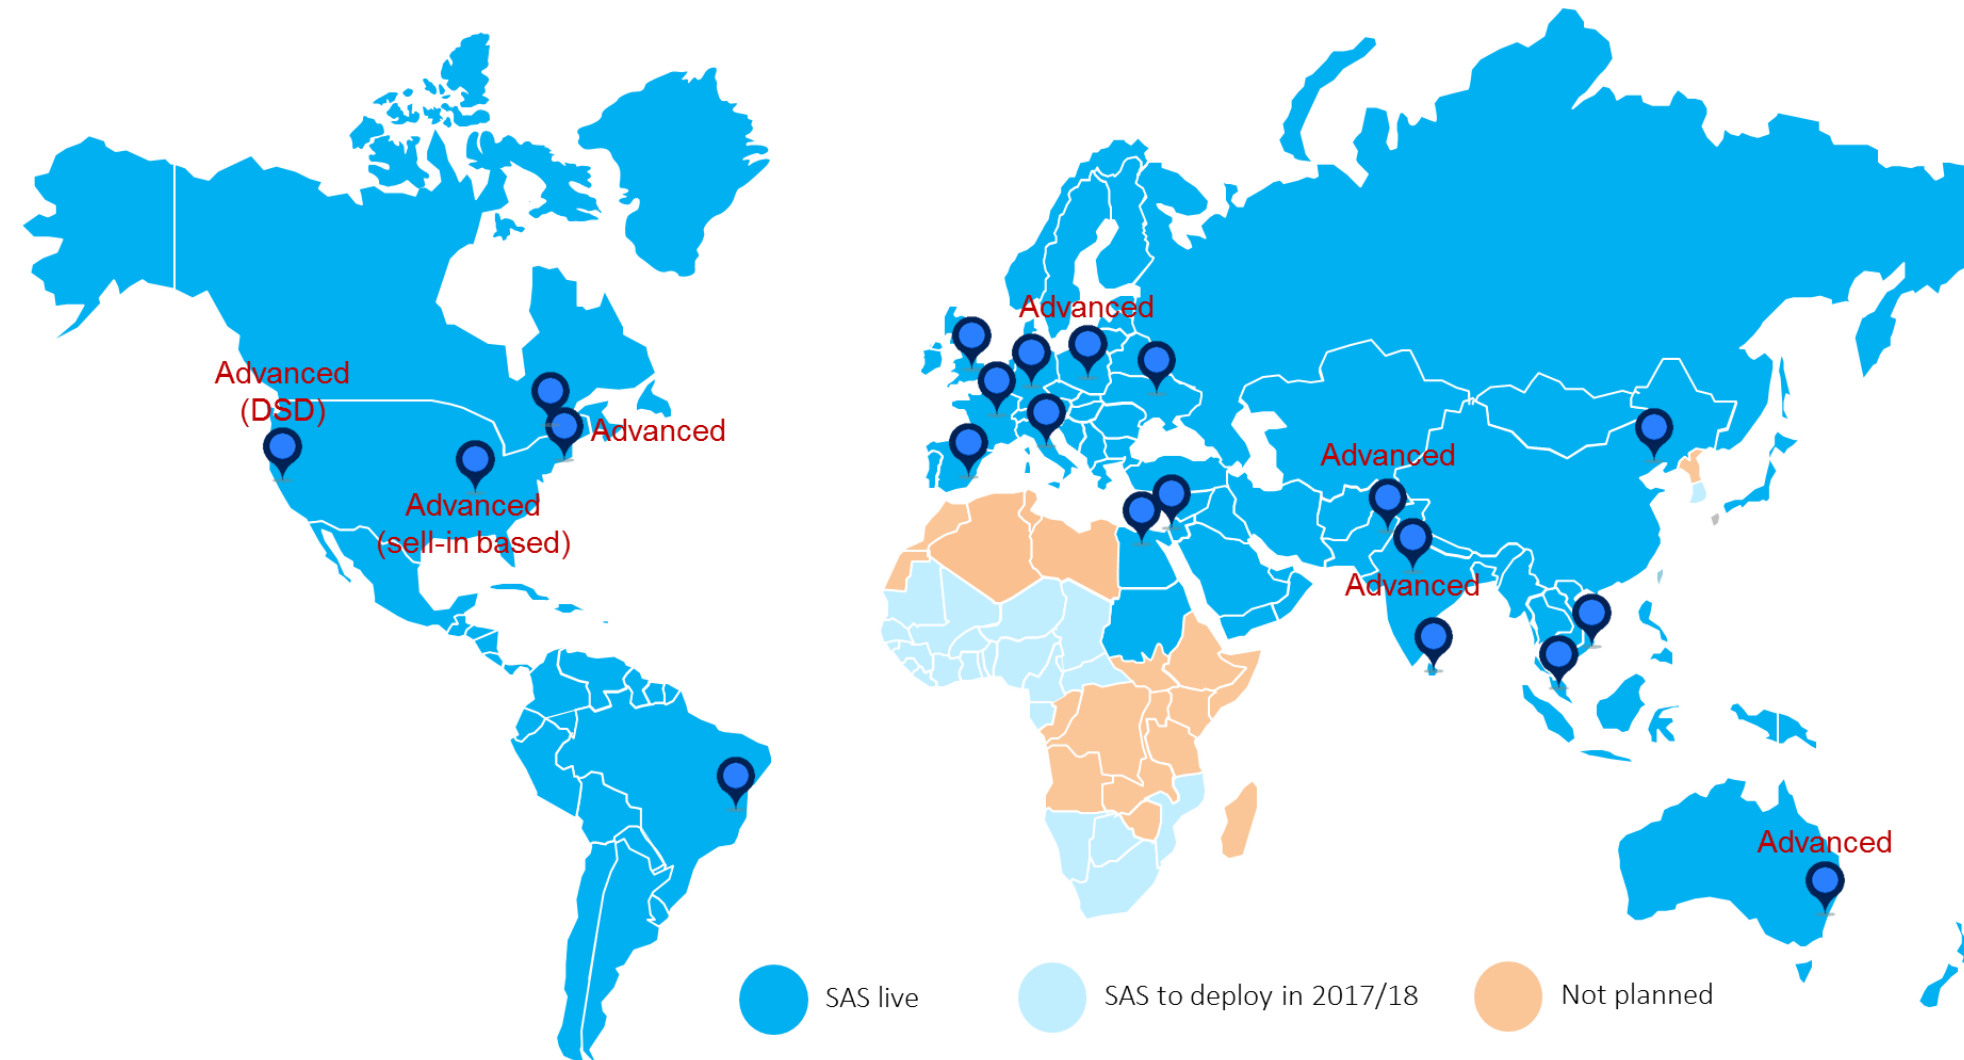 Advanced
Advanced
(DSD)
Advanced
Advanced
Advanced
(sell-in based)
Advanced
Advanced
SAS live
SAS to deploy in 2017/18
Not planned